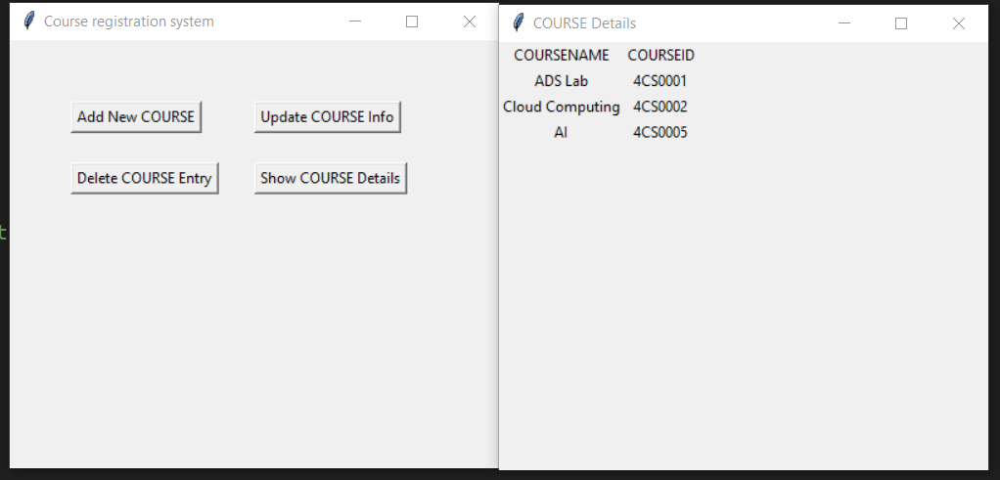 Course registration system
Add New COURSE
Update COURSE Info
Delete COURSE Entry
Show COURSE Details
t
COURSE Details
COURSENAME COURSEID
ADS Lab 4CS0001
Cloud Computing 4CS0002
AI 4CS0005